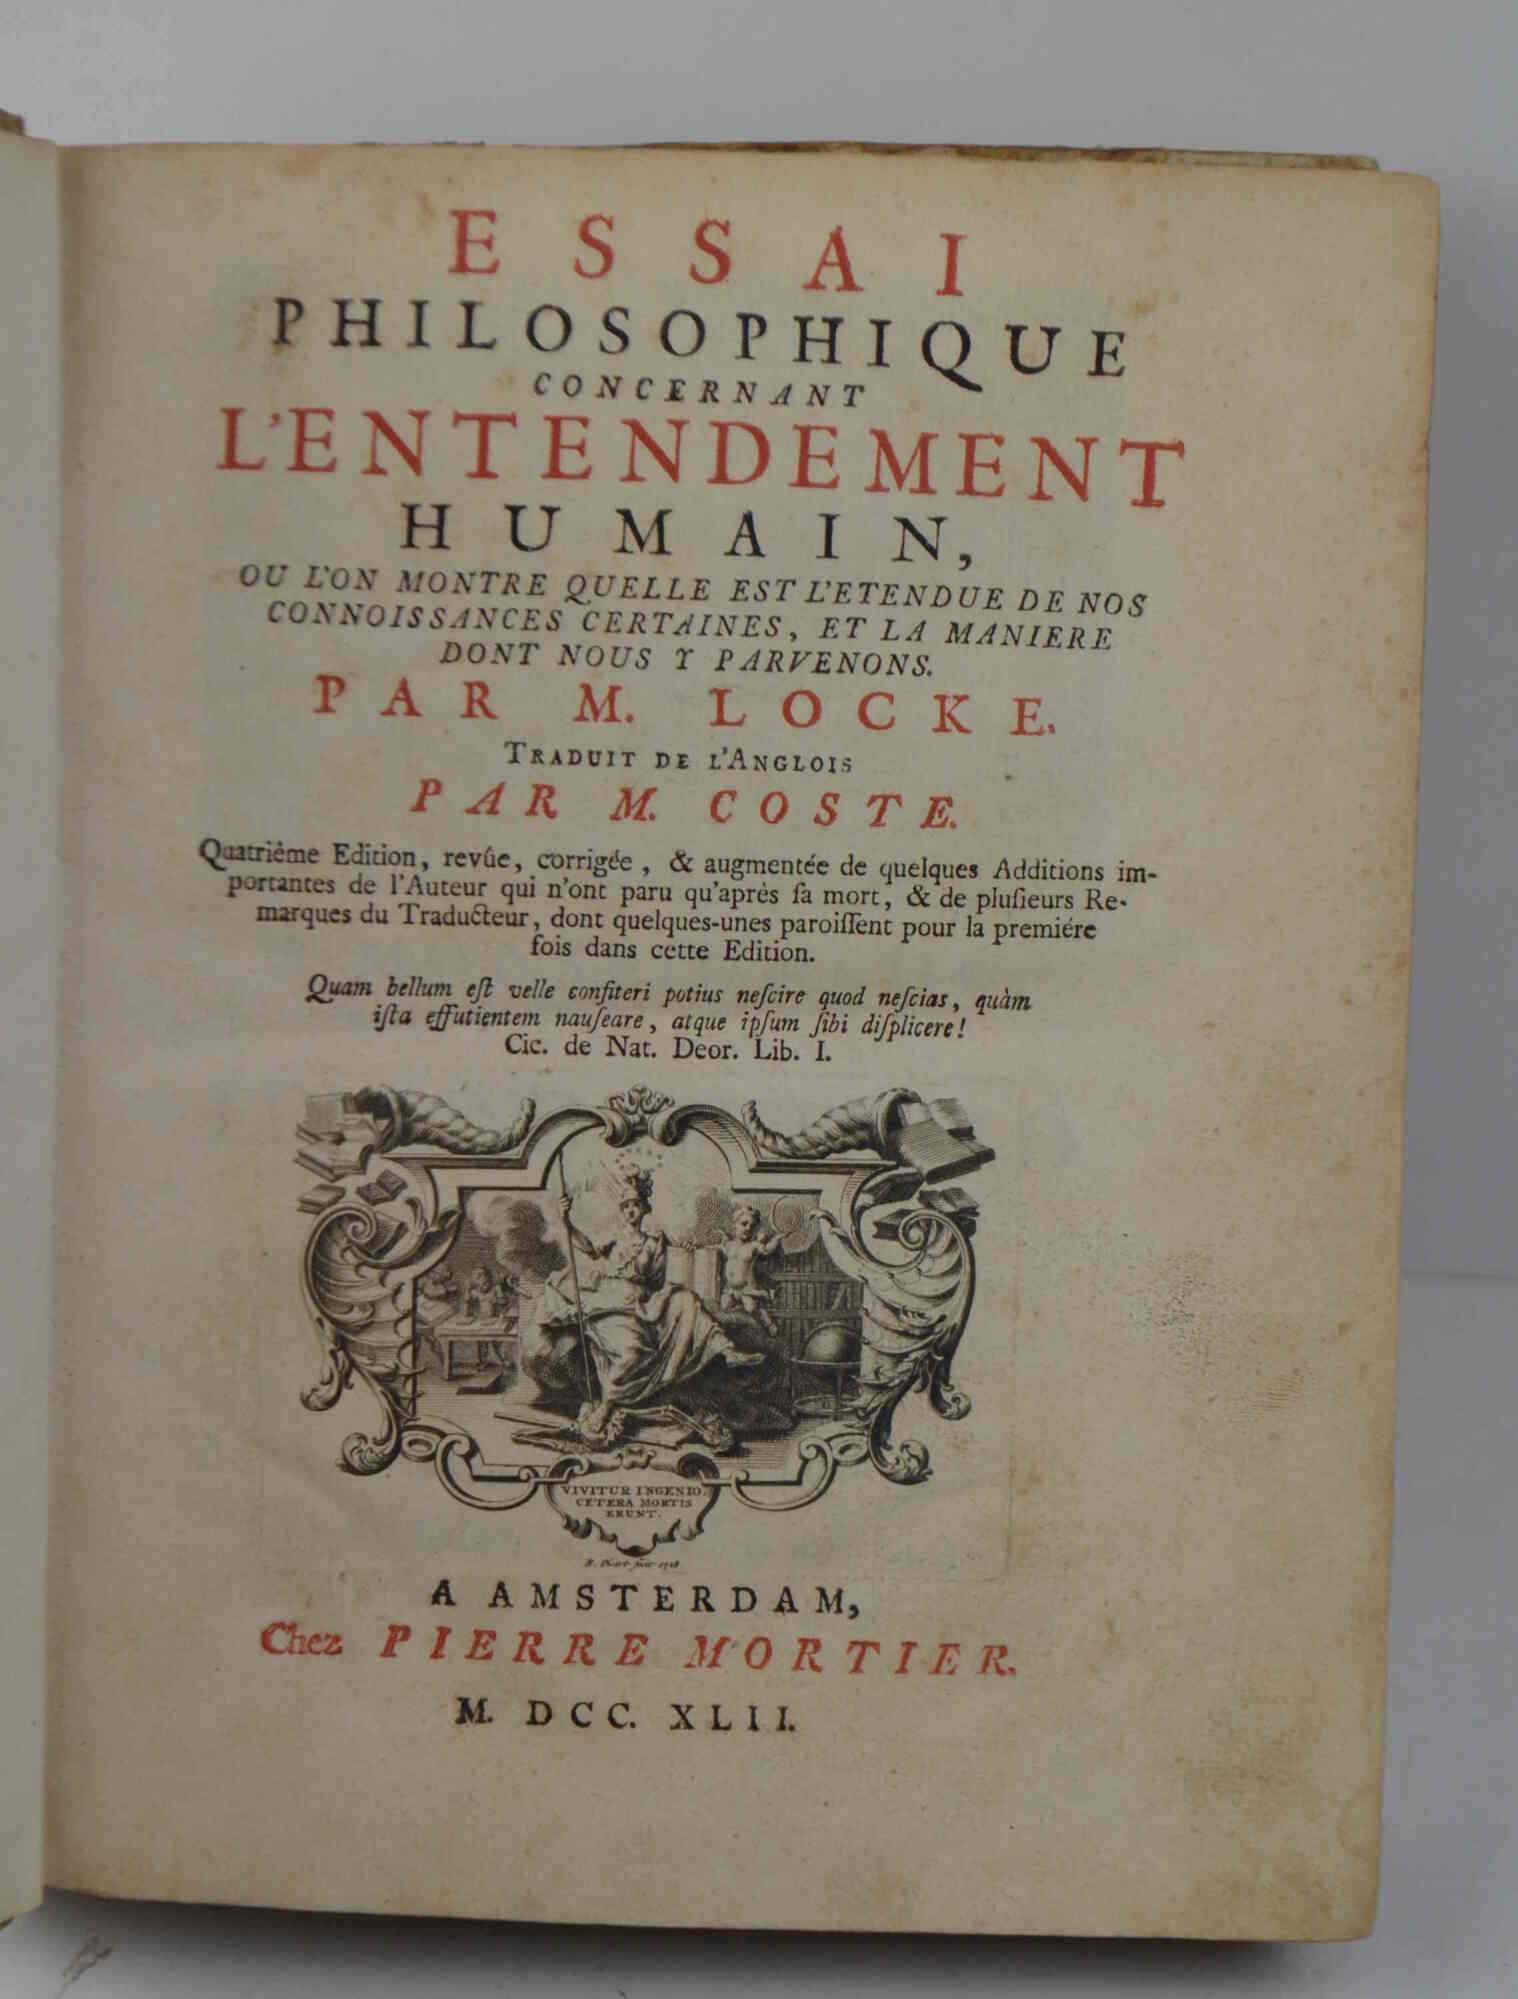 ESSAI
PHILOSOPHIQUE
CONCERNANT
L'ENTENDEMENT
HUMAIN,
OU L'ON MONTRE QUELLE EST L'ETENDUE DE NOS
CONNOISSANCES CERTAINES, ET LA MANIERE
DONT NOUS Y PARVENONS.
PAR M. LOCKE.
TRADUIT DE L'ANGLOIS
PAR M. COSTE.
Quatriême Edition, revûe, corrigée, & augmentée de quelques Additions im-
portantes de l'Auteur qui n'ont paru qu'après ſa mort, & de pluſieurs Re-
marques du Traducteur, dont quelques-unes paroiſſent pour la premiére
fois dans cette Edition.
Quam bellum eſt velle confiteri potius neſcire quod neſcias, quàm
iſta effutientem nauſeare, atque ipſum ſibi diſplicere!
Cic. de Nat. Deor. Lib. I.
VIVITUR INGENIO.
CETERA MORTIS
ERUNT.
A AMSTERDAM,
Chez PIERRE MORTIER.
M. DCC. XLII.